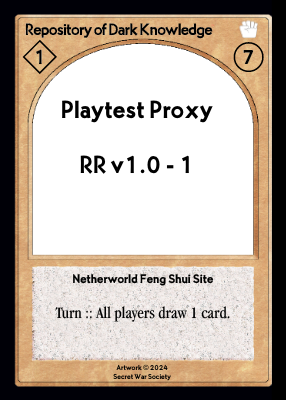 Repository of Dark Knowledge
1
7
Playtest Proxy
RR v1.0 - 1
Netherworld Feng Shui Site
Turn :: All players draw 1 card.
Artwork © 2024
Secret War Society